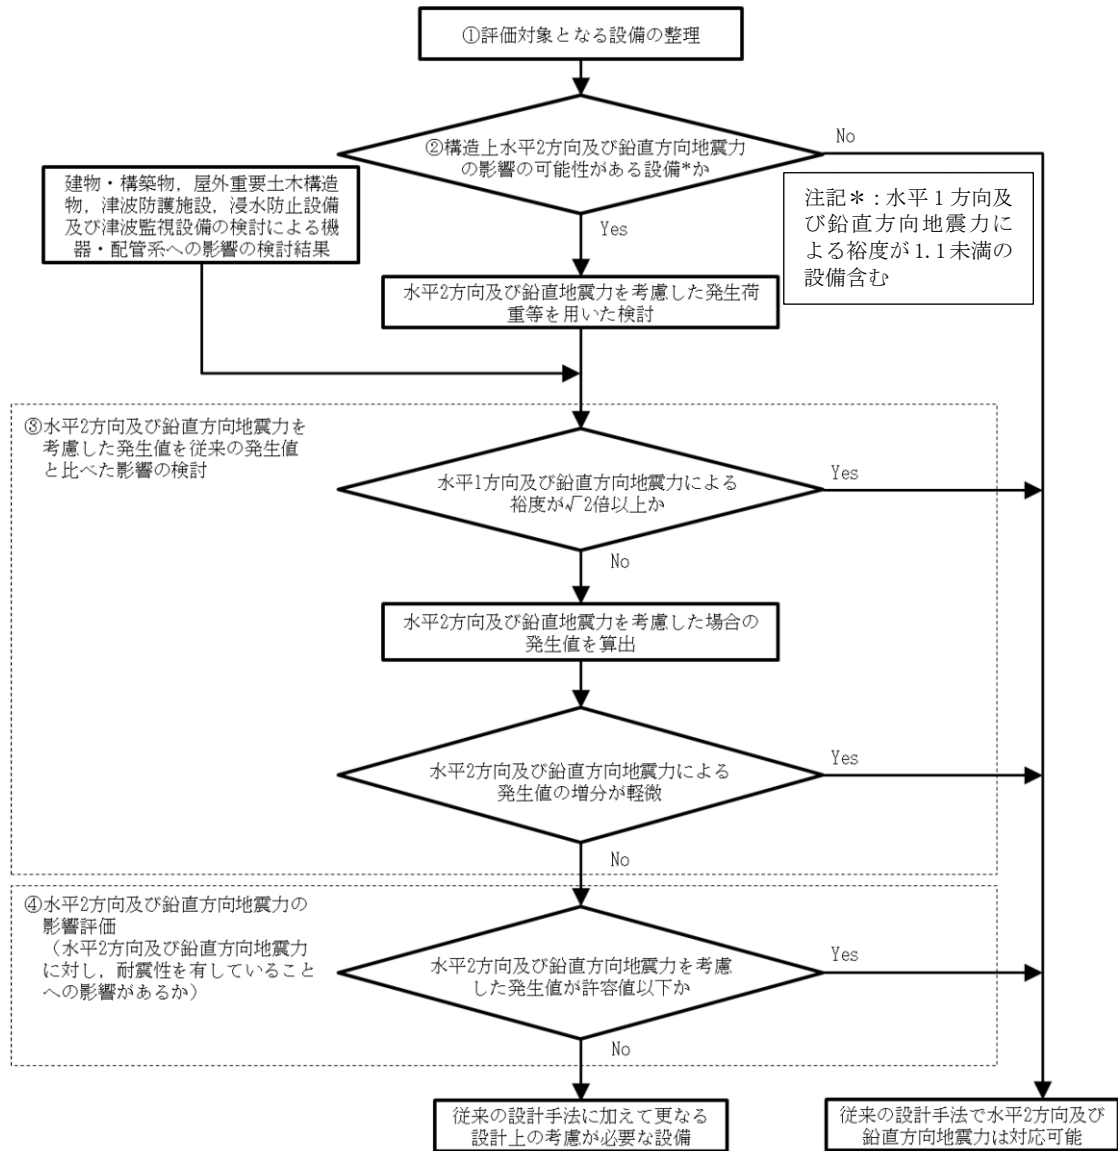 ①評価対象となる設備の整理
②構造上水平2方向及び鉛直方向地震力
の影響の可能性がある設備*か
No
Yes
建物・構築物，屋外重要土木構造
物，津波防護施設，浸水防止設備
及び津波監視設備の検討による機
器・配管系への影響の検討結果
注記＊：水平１方向及
び鉛直方向地震力に
よる裕度が1.1未満の
設備含む
水平2方向及び鉛直地震力を考慮した発生荷
重等を用いた検討
③水平2方向及び鉛直方向地震力を
考慮した発生値を従来の発生値
と比べた影響の検討
水平1方向及び鉛直方向地震力による
裕度が√2倍以上か
Yes
No
水平2方向及び鉛直地震力を考慮した場合の
発生値を算出
水平2方向及び鉛直方向地震力による
発生値の増分が軽微
Yes
No
④水平2方向及び鉛直方向地震力の
影響評価
（水平2方向及び鉛直方向地震力
に対し，耐震性を有していること
への影響があるか）
水平2方向及び鉛直方向地震力を考慮
した発生値が許容値以下か
Yes
No
従来の設計手法に加えて更なる
設計上の考慮が必要な設備
従来の設計手法で水平2方向及び
鉛直方向地震力は対応可能